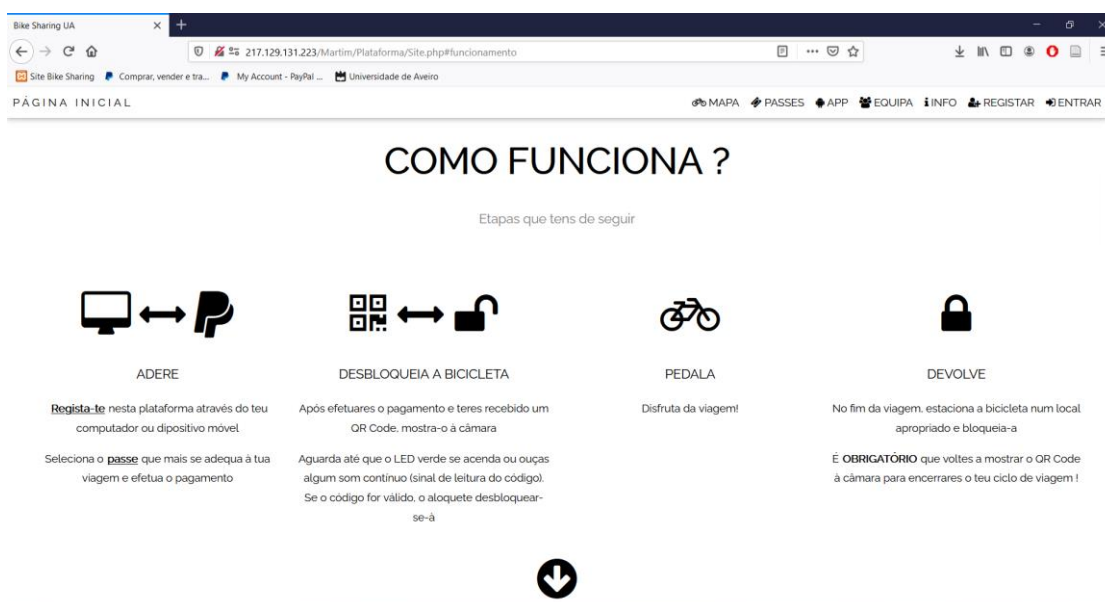 Bike Sharing UA
217.129.131.223/Martim/Plataforma/Site.php#funcionamento
Site Bike Sharing Comprar, vender e tra... My Account - PayPal ... Universidade de Aveiro
PÁGINA INICIAL MAPA PASSES APP EQUIPA INFO REGISTAR ENTRAR
COMO FUNCIONA ?
Etapas que tens de seguir
ADERE
Regista-te nesta plataforma através do teu
computador ou dipositivo móvel
Seleciona o passe que mais se adequa à tua
viagem e efetua o pagamento
DESBLOQUEIA A BICICLETA
Após efetuares o pagamento e teres recebido um
QR Code, mostra-o à câmara
Aguarda até que o LED verde se acenda ou ouças
algum som contínuo (sinal de leitura do código).
Se o código for válido, o aloquete desbloquear-
se-à
PEDALA
Disfruta da viagem!
DEVOLVE
No fim da viagem, estaciona a bicicleta num local
apropriado e bloqueia-a
É OBRIGATÓRIO que voltes a mostrar o QR Code
à câmara para encerrares o teu ciclo de viagem !